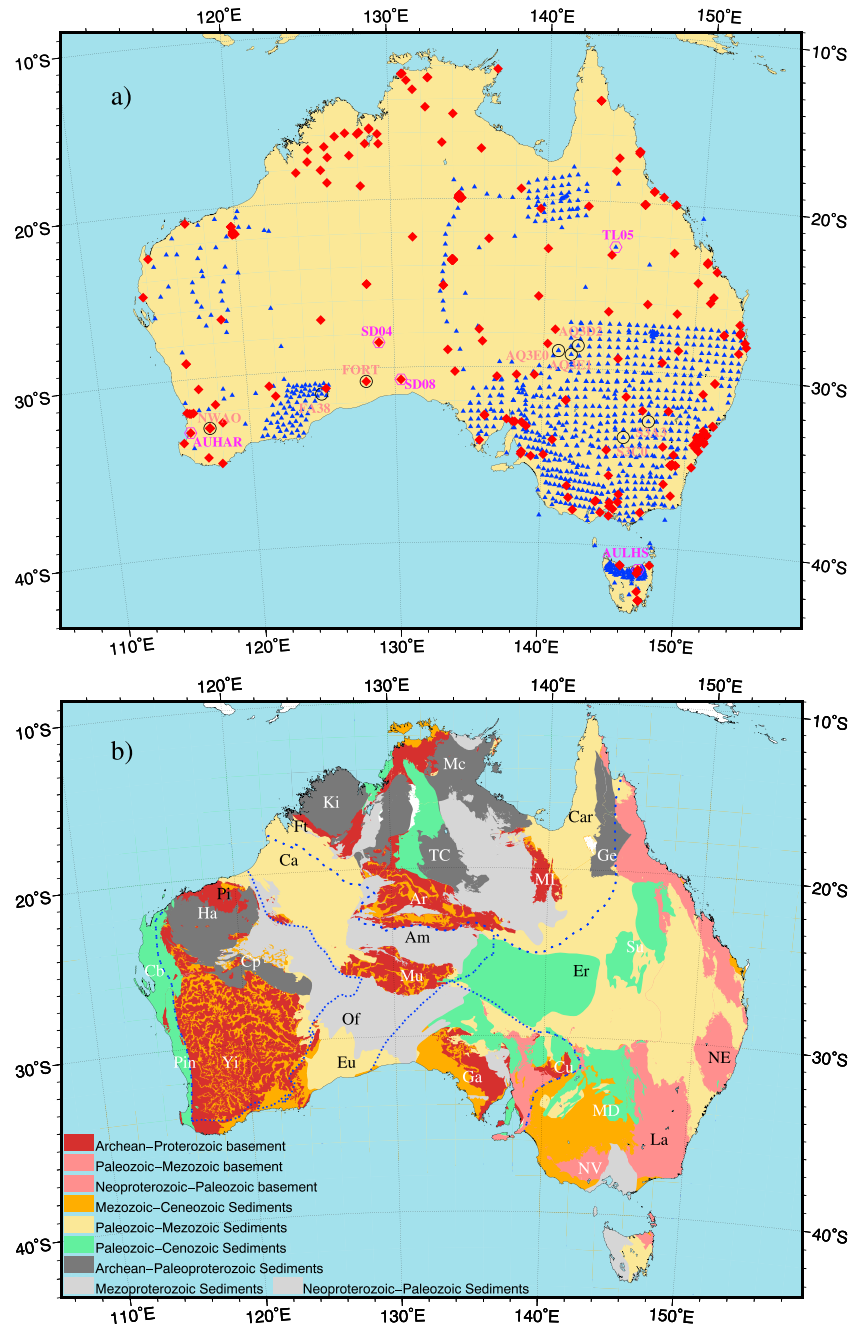 120°E 130°E 140°E 150°E
a)
10°S 10°S
20°S 20°S
TL05
SD04
AQ3E0
FORT
SD08
30°S 30°S
NWAO
AUHAR
AULHS
40°S 40°S
110°E 120°E 130°E 140°E 150°E
120°E 130°E 140°E 150°E
b)
10°S 10°S
Mc
Ki
Car
Ft
Ca
TC
Ge
MI
20°S 20°S
Pi
Ar
Ha
Am
Cb
Cp
Mu
Er
Of
30°S 30°S
Pin
Yi
Eu
Ga
Cu
NE
MD
La
NV
Archean–Proterozoic basement
Paleozoic–Mezozoic basement
Neoproterozoic–Paleozoic basement
Mezozoic–Ceneozoic Sediments
Paleozoic–Mezozoic Sediments
40°S 40°S
Paleozoic–Cenozoic Sediments
Archean–Paleoproterozoic Sediments
Mezoproterozoic Sediments Neoproterozoic–Paleozoic Sediments
110°E 120°E 130°E 140°E 150°E